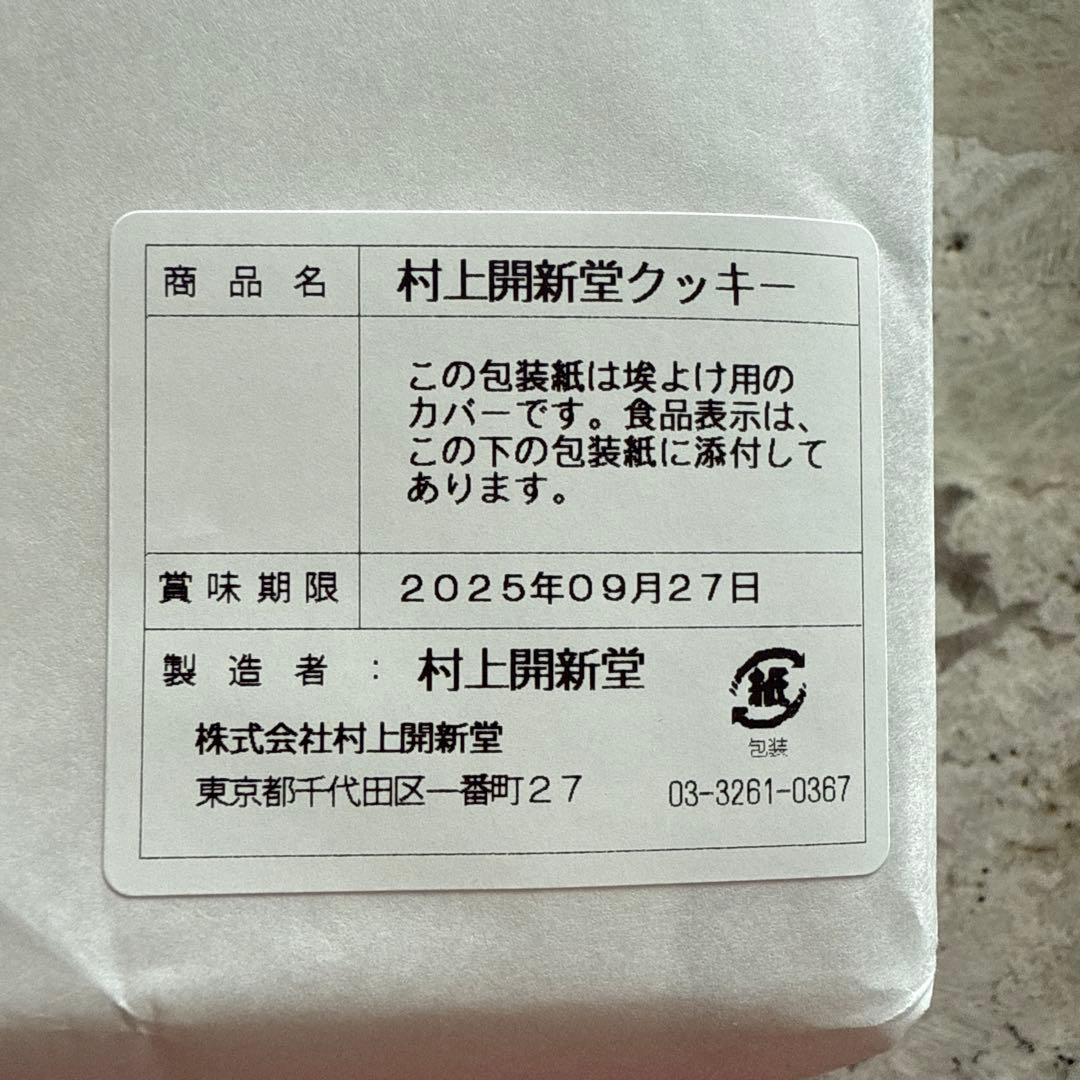 商品名 村上開新堂クッキー
この包装紙は埃よけ用の
カバーです。食品表示は、
この下の包装紙に添付して
あります。
賞味期限 2025年09月27日
製造者: 村上開新堂
紙
包装
株式会社村上開新堂
東京都千代田区一番町27 03-3261-0367